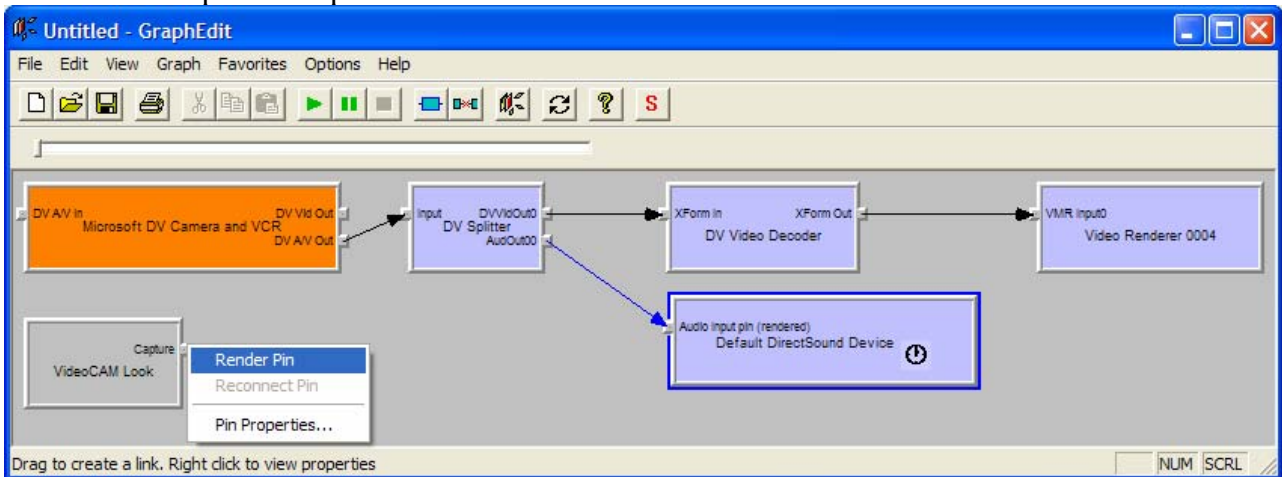 Untitled - GraphEdit
File Edit View Graph Favorites Options Help
S
DV A/V In DV Vid Out
Microsoft DV Camera and VCR
DV A/V Out
Input DVVidOut0
DV Splitter
AudOut00
XForm In XForm Out
DV Video Decoder
VMR Input0
Video Renderer 0004
Audio Input pin (rendered)
Default DirectSound Device
Capture
VideoCAM Look
Render Pin
Reconnect Pin
Pin Properties...
Drag to create a link. Right click to view properties
NUM SCRL